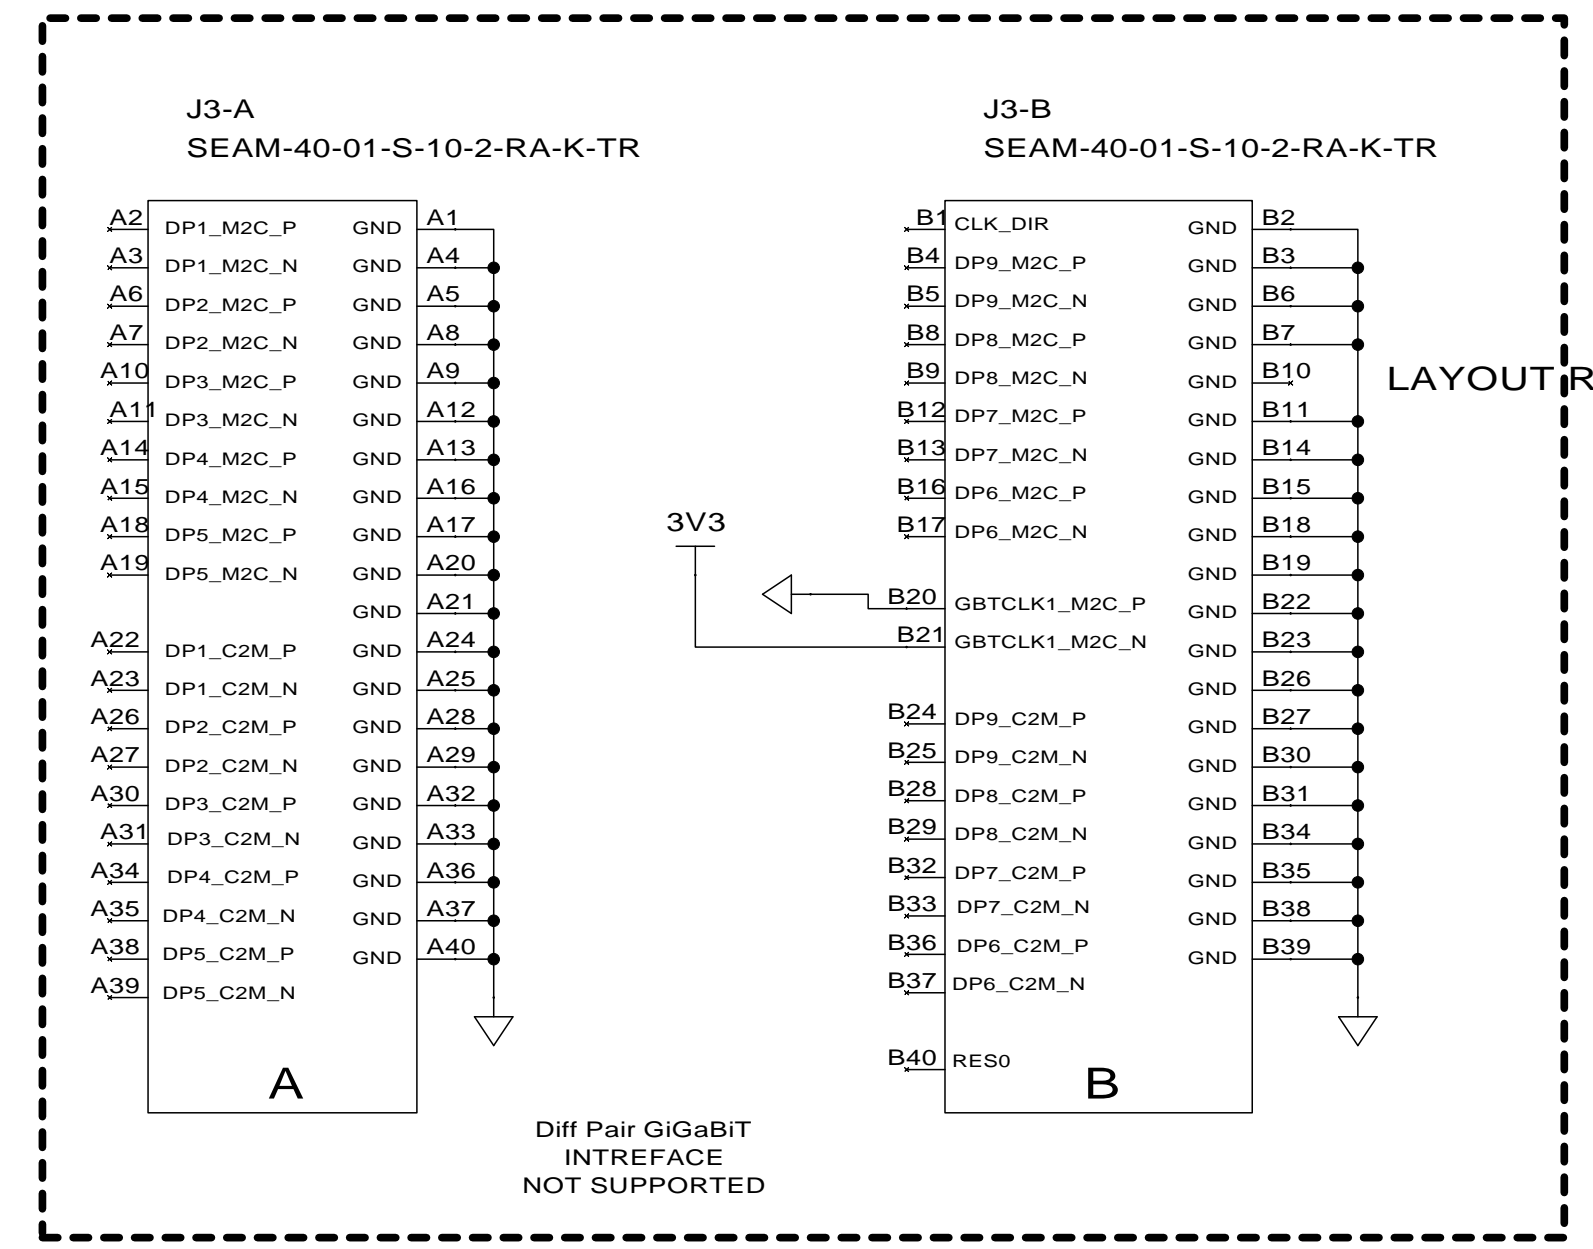 J3-A
SEAM-40-01-S-10-2-RA-K-TR
A2 DP1_M2C_P GND A1
A3 DP1_M2C_N GND A4
A6 DP2_M2C_P GND A5
A7 DP2_M2C_N GND A8
A10 DP3_M2C_P GND A9
A11 DP3_M2C_N GND A12
A14 DP4_M2C_P GND A13
A15 DP4_M2C_N GND A16
A18 DP5_M2C_P GND A17
A19 DP5_M2C_N GND A20
GND A21
A22 DP1_C2M_P GND A24
A23 DP1_C2M_N GND A25
A26 DP2_C2M_P GND A28
A27 DP2_C2M_N GND A29
A30 DP3_C2M_P GND A32
A31 DP3_C2M_N GND A33
A34 DP4_C2M_P GND A36
A35 DP4_C2M_N GND A37
A38 DP5_C2M_P GND A40
A39 DP5_C2M_N
A
J3-B
SEAM-40-01-S-10-2-RA-K-TR
B1 CLK_DIR GND B2
B4 DP9_M2C_P GND B3
B5 DP9_M2C_N GND B6
B8 DP8_M2C_P GND B7
B9 DP8_M2C_N GND B10
B12 DP7_M2C_P GND B11
B13 DP7_M2C_N GND B14
B16 DP6_M2C_P GND B15
B17 DP6_M2C_N GND B18
GND B19
3V3
B20 GBTCLK1_M2C_P GND B22
B21 GBTCLK1_M2C_N GND B23
GND B26
B24 DP9_C2M_P GND B27
B25 DP9_C2M_N GND B30
B28 DP8_C2M_P GND B31
B29 DP8_C2M_N GND B34
B32 DP7_C2M_P GND B35
B33 DP7_C2M_N GND B38
B36 DP6_C2M_P GND B39
B37 DP6_C2M_N
B40 RES0
B
LAYOUT R
Diff Pair GiGaBiT
INTREFACE
NOT SUPPORTED